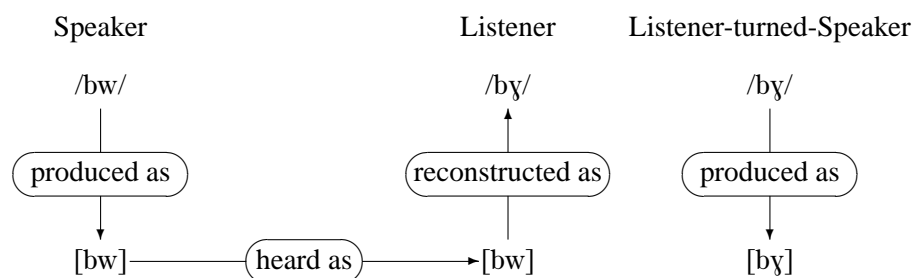 Speaker Listener Listener-turned-Speaker
/bw/ /bɣ/ /bɣ/
produced as reconstructed as produced as
[bw] heard as [bw] [bɣ]